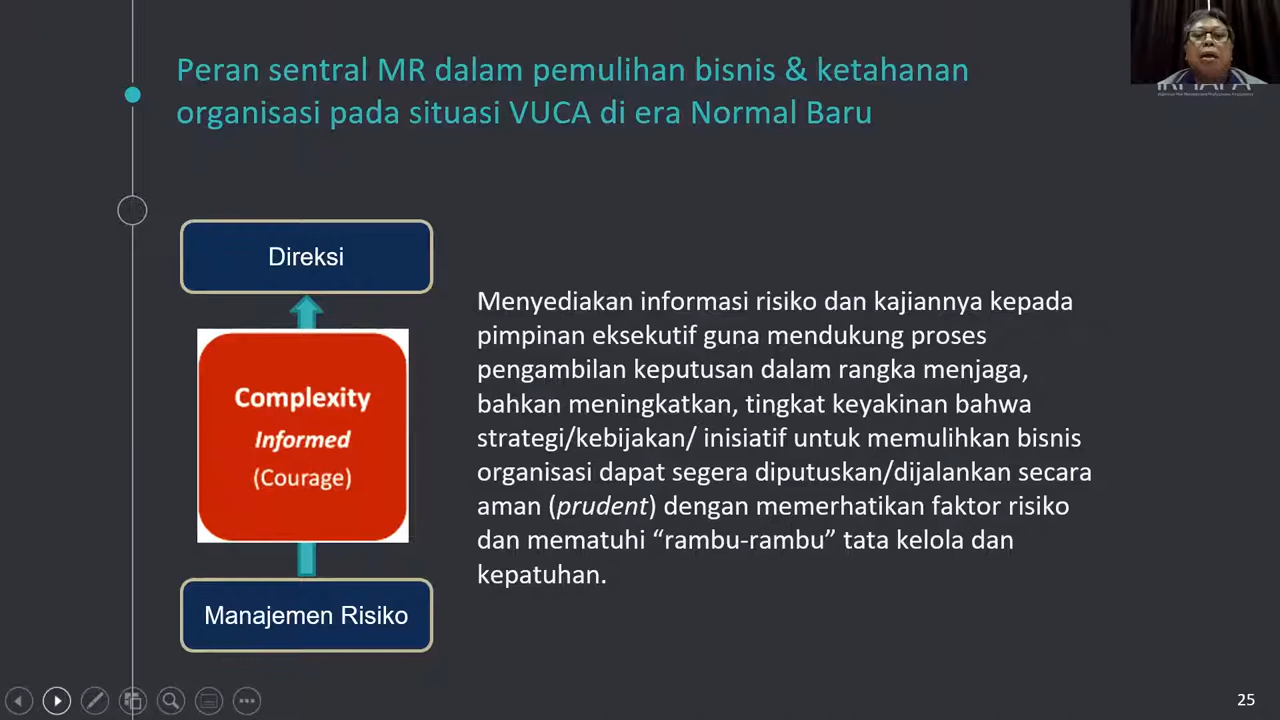 Peran sentral MR dalam pemulihan bisnis & ketahanan
organisasi pada situasi VUCA di era Normal Baru
Direksi
Complexity
Informed
(Courage)
Manajemen Risiko
Menyediakan informasi risiko dan kajiannya kepada
pimpinan eksekutif guna mendukung proses
pengambilan keputusan dalam rangka menjaga,
bahkan meningkatkan, tingkat keyakinan bahwa
strategi/kebijakan/ inisiatif untuk memulihkan bisnis
organisasi dapat segera diputuskan/dijalankan secara
aman (prudent) dengan memerhatikan faktor risiko
dan mematuhi “rambu-rambu” tata kelola dan
kepatuhan.
25